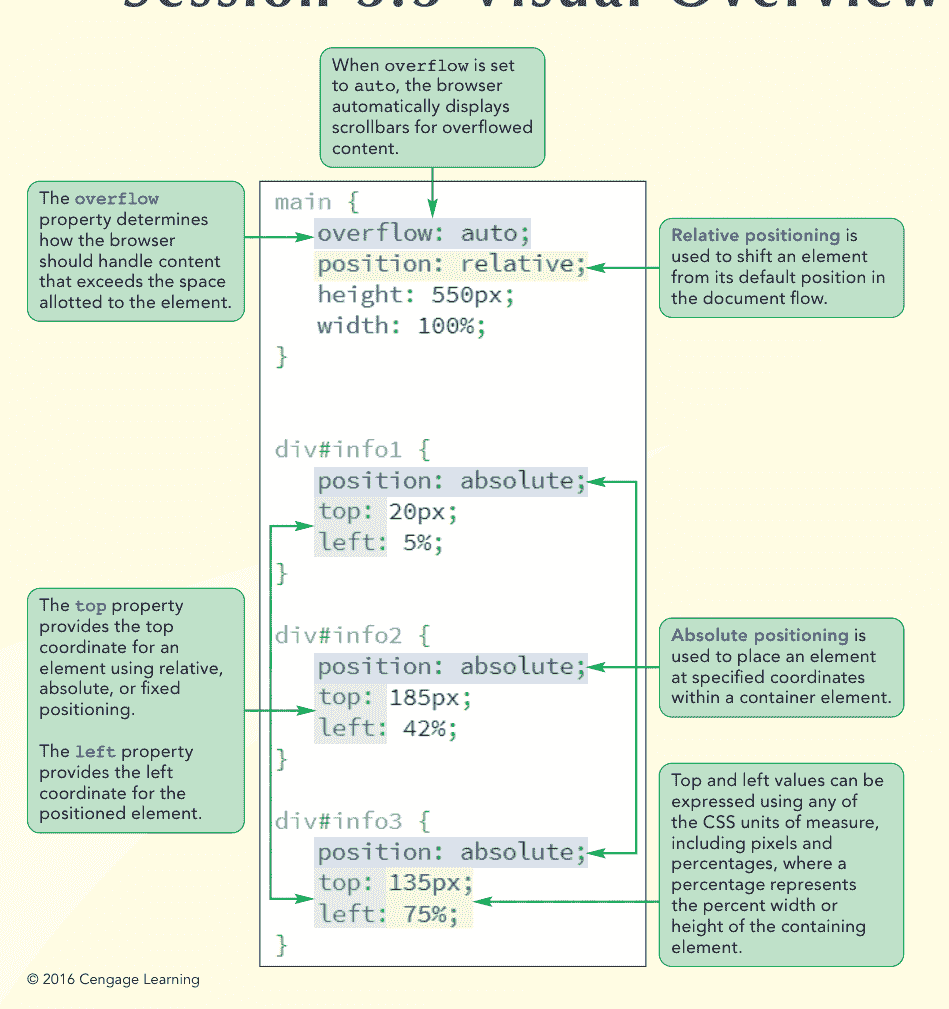 Session 3.3 Visual Overview
When overflow is set
to auto, the browser
automatically displays
scrollbars for overflowed
content.
The overflow
property determines
how the browser
should handle content
that exceeds the space
allotted to the element.
main {
overflow: auto;
position: relative;
height: 550px;
width: 100%;
}
Relative positioning is
used to shift an element
from its default position in
the document flow.
div#info1 {
position: absolute;
top: 20px;
left: 5%;
}
The top property
provides the top
coordinate for an
element using relative,
absolute, or fixed
positioning.
The left property
provides the left
coordinate for the
positioned element.
div#info2 {
position: absolute;
top: 185px;
left: 42%;
}
Absolute positioning is
used to place an element
at specified coordinates
within a container element.
div#info3 {
position: absolute;
top: 135px;
left: 75%;
}
Top and left values can be
expressed using any of
the CSS units of measure,
including pixels and
percentages, where a
percentage represents
the percent width or
height of the containing
element.
© 2016 Cengage Learning